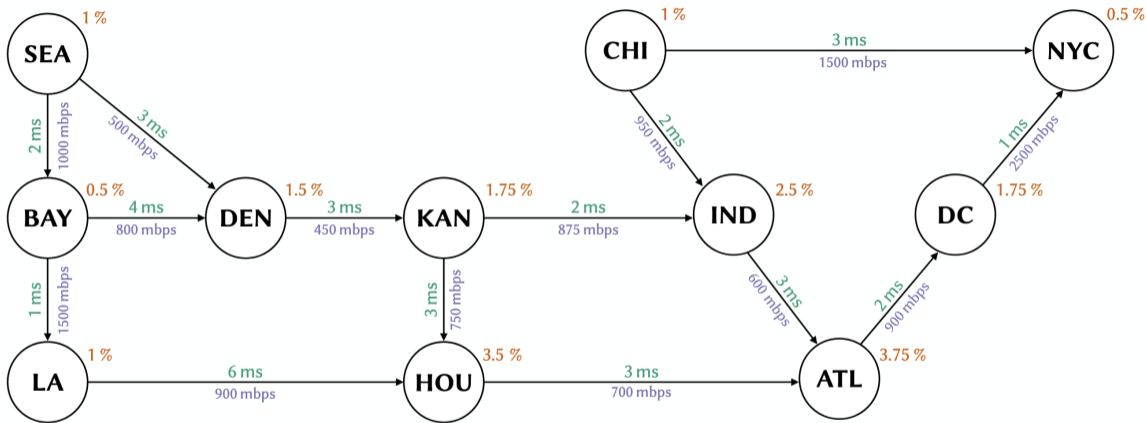 1 %
SEA
2 ms
1000 mbps
3 ms
500 mbps
CHI
1 %
3 ms
1500 mbps
NYC
0.5 %
2 ms
950 mbps
1 ms
2500 mbps
BAY
0.5 %
4 ms
800 mbps
DEN
1.5 %
3 ms
450 mbps
KAN
1.75 %
2 ms
875 mbps
IND
2.5 %
DC
1.75 %
1 ms
1500 mbps
3 ms
750 mbps
3 ms
600 mbps
2 ms
900 mbps
LA
1 %
6 ms
900 mbps
HOU
3.5 %
3 ms
700 mbps
ATL
3.75 %